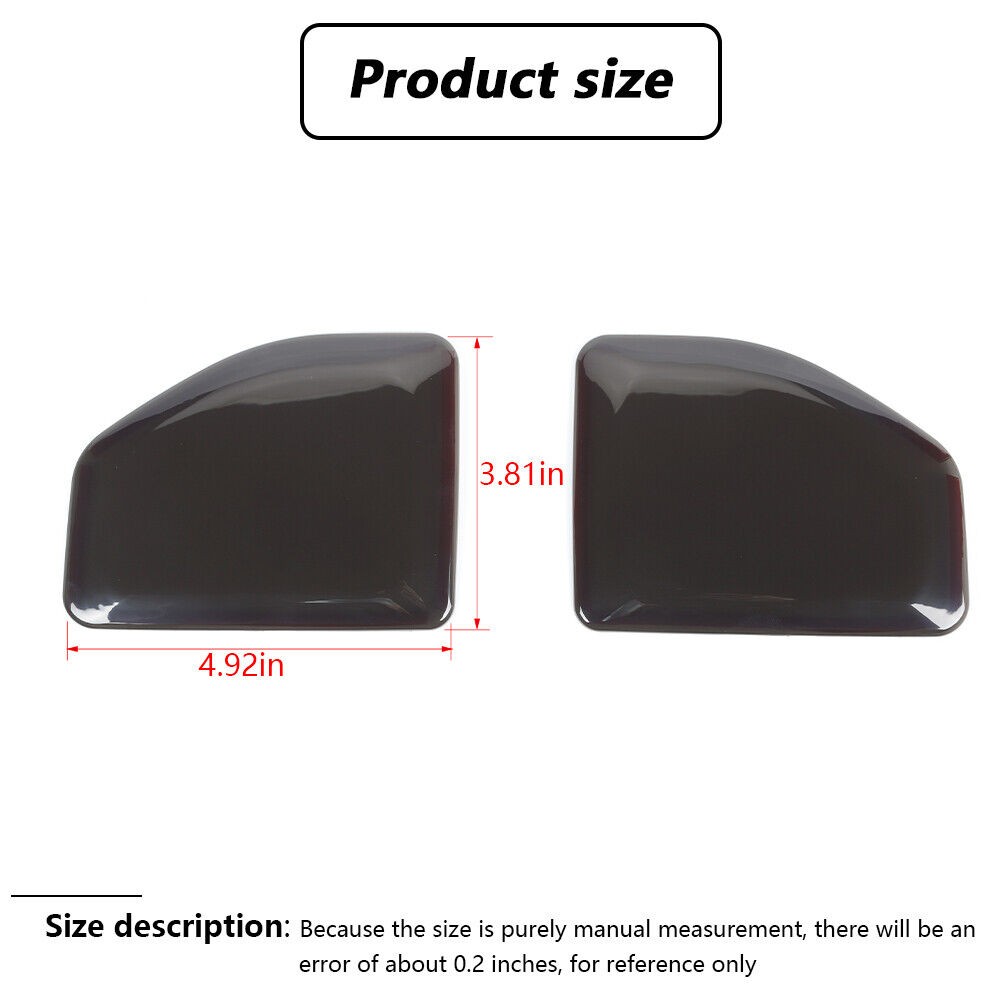 Product size
3.81in
4.92in
Size description: Because the size is purely manual measurement, there will be an
error of about 0.2 inches, for reference only